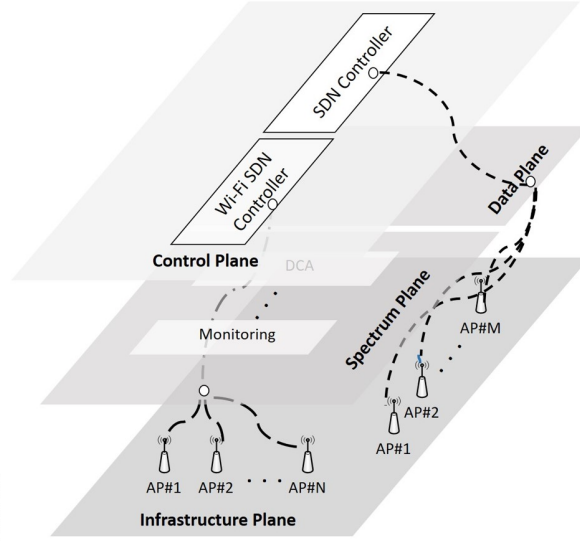 SDN Controller
Wi-Fi SDN
Controller
Control Plane
Data Plane
DCA
Spectrum Plane
Monitoring
AP#M
AP#2
AP#1
AP#1
AP#2
AP#N
Infrastructure Plane